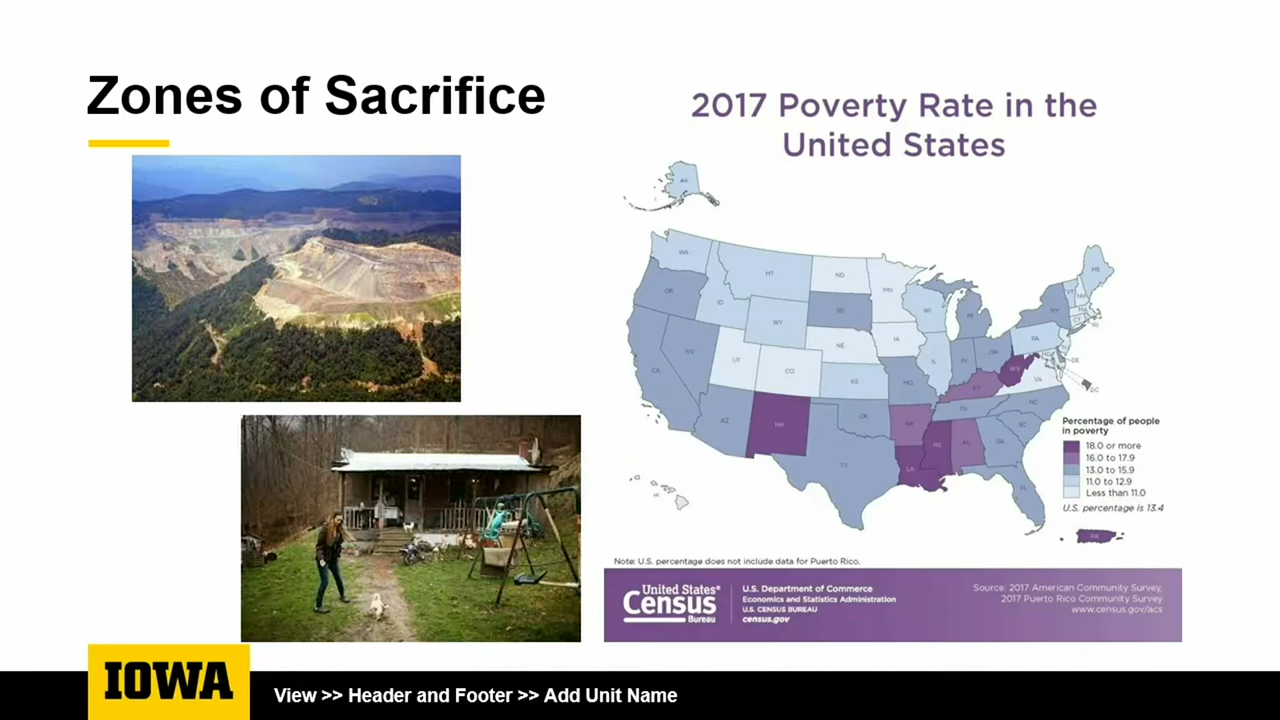 Zones of Sacrifice
2017 Poverty Rate in the
United States
AK
WA
MT
ND
MN
ME
OR
ID
SD
WI
MI
VT
NH
NY
MA
CT
RI
WY
NE
IA
PA
NJ
NV
UT
CO
IL
IN
OH
MD
DE
DC
CA
KS
MO
KY
WV
VA
AZ
NM
OK
AR
TN
NC
SC
TX
LA
MS
AL
GA
FL
HI
PR
Percentage of people
in poverty
18.0 or more
16.0 to 17.9
13.0 to 15.9
11.0 to 12.9
Less than 11.0
U.S. percentage is 13.4
Note: U.S. percentage does not include data for Puerto Rico.
United States®
Census
Bureau
U.S. Department of Commerce
Economics and Statistics Administration
U.S. CENSUS BUREAU
census.gov
Source: 2017 American Community Survey,
2017 Puerto Rico Community Survey
www.census.gov/acs
IOWA
View >> Header and Footer >> Add Unit Name